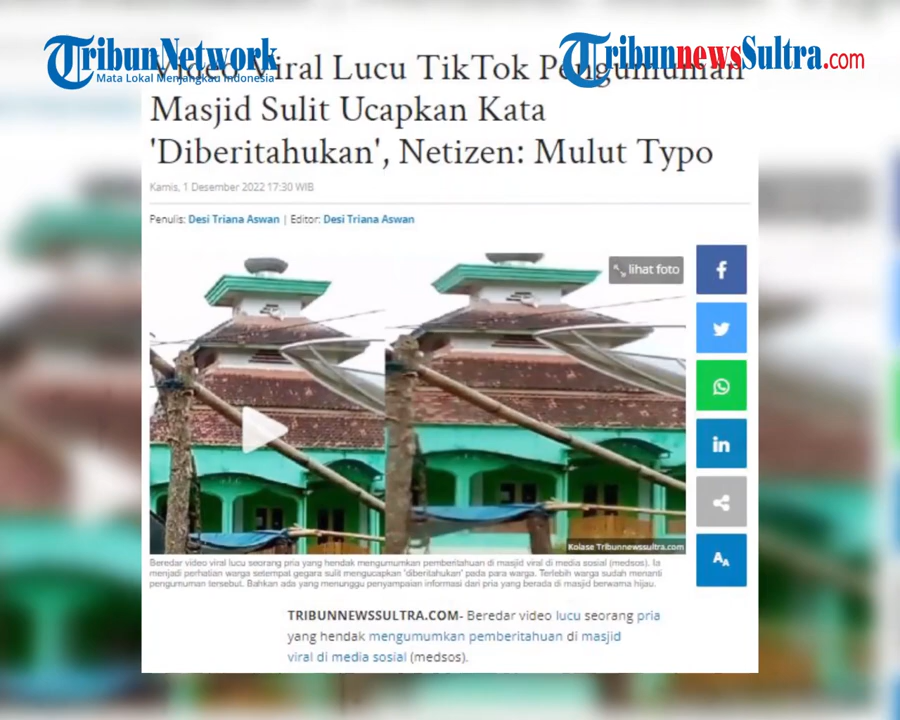 TribunNetwork
Mata Lokal Menjangkau Indonesia
TribunnewsSultra.com
Video Viral Lucu TikTok Pengumuman
Masjid Sulit Ucapkan Kata
'Diberitahukan', Netizen: Mulut Typo
Kamis, 1 Desember 2022 17:30 WIB
Penulis: Desi Triana Aswan | Editor: Desi Triana Aswan
lihat foto
Kolase Tribunnewssultra.com
Beredar video viral lucu seorang pria yang hendak mengumumkan pemberitahuan di masjid viral di media sosial (medsos). Ia
menjadi perhatian warga setempat gegara sulit mengucapkan 'diberitahukan' pada para warga. Terlebih warga sudah menanti
pengumuman tersebut. Bahkan ada yang menunggu penyampaian informasi dari pria yang berada di masjid berwarna hijau.
TRIBUNNEWSSULTRA.COM- Beredar video lucu seorang pria
yang hendak mengumumkan pemberitahuan di masjid
viral di media sosial (medsos).